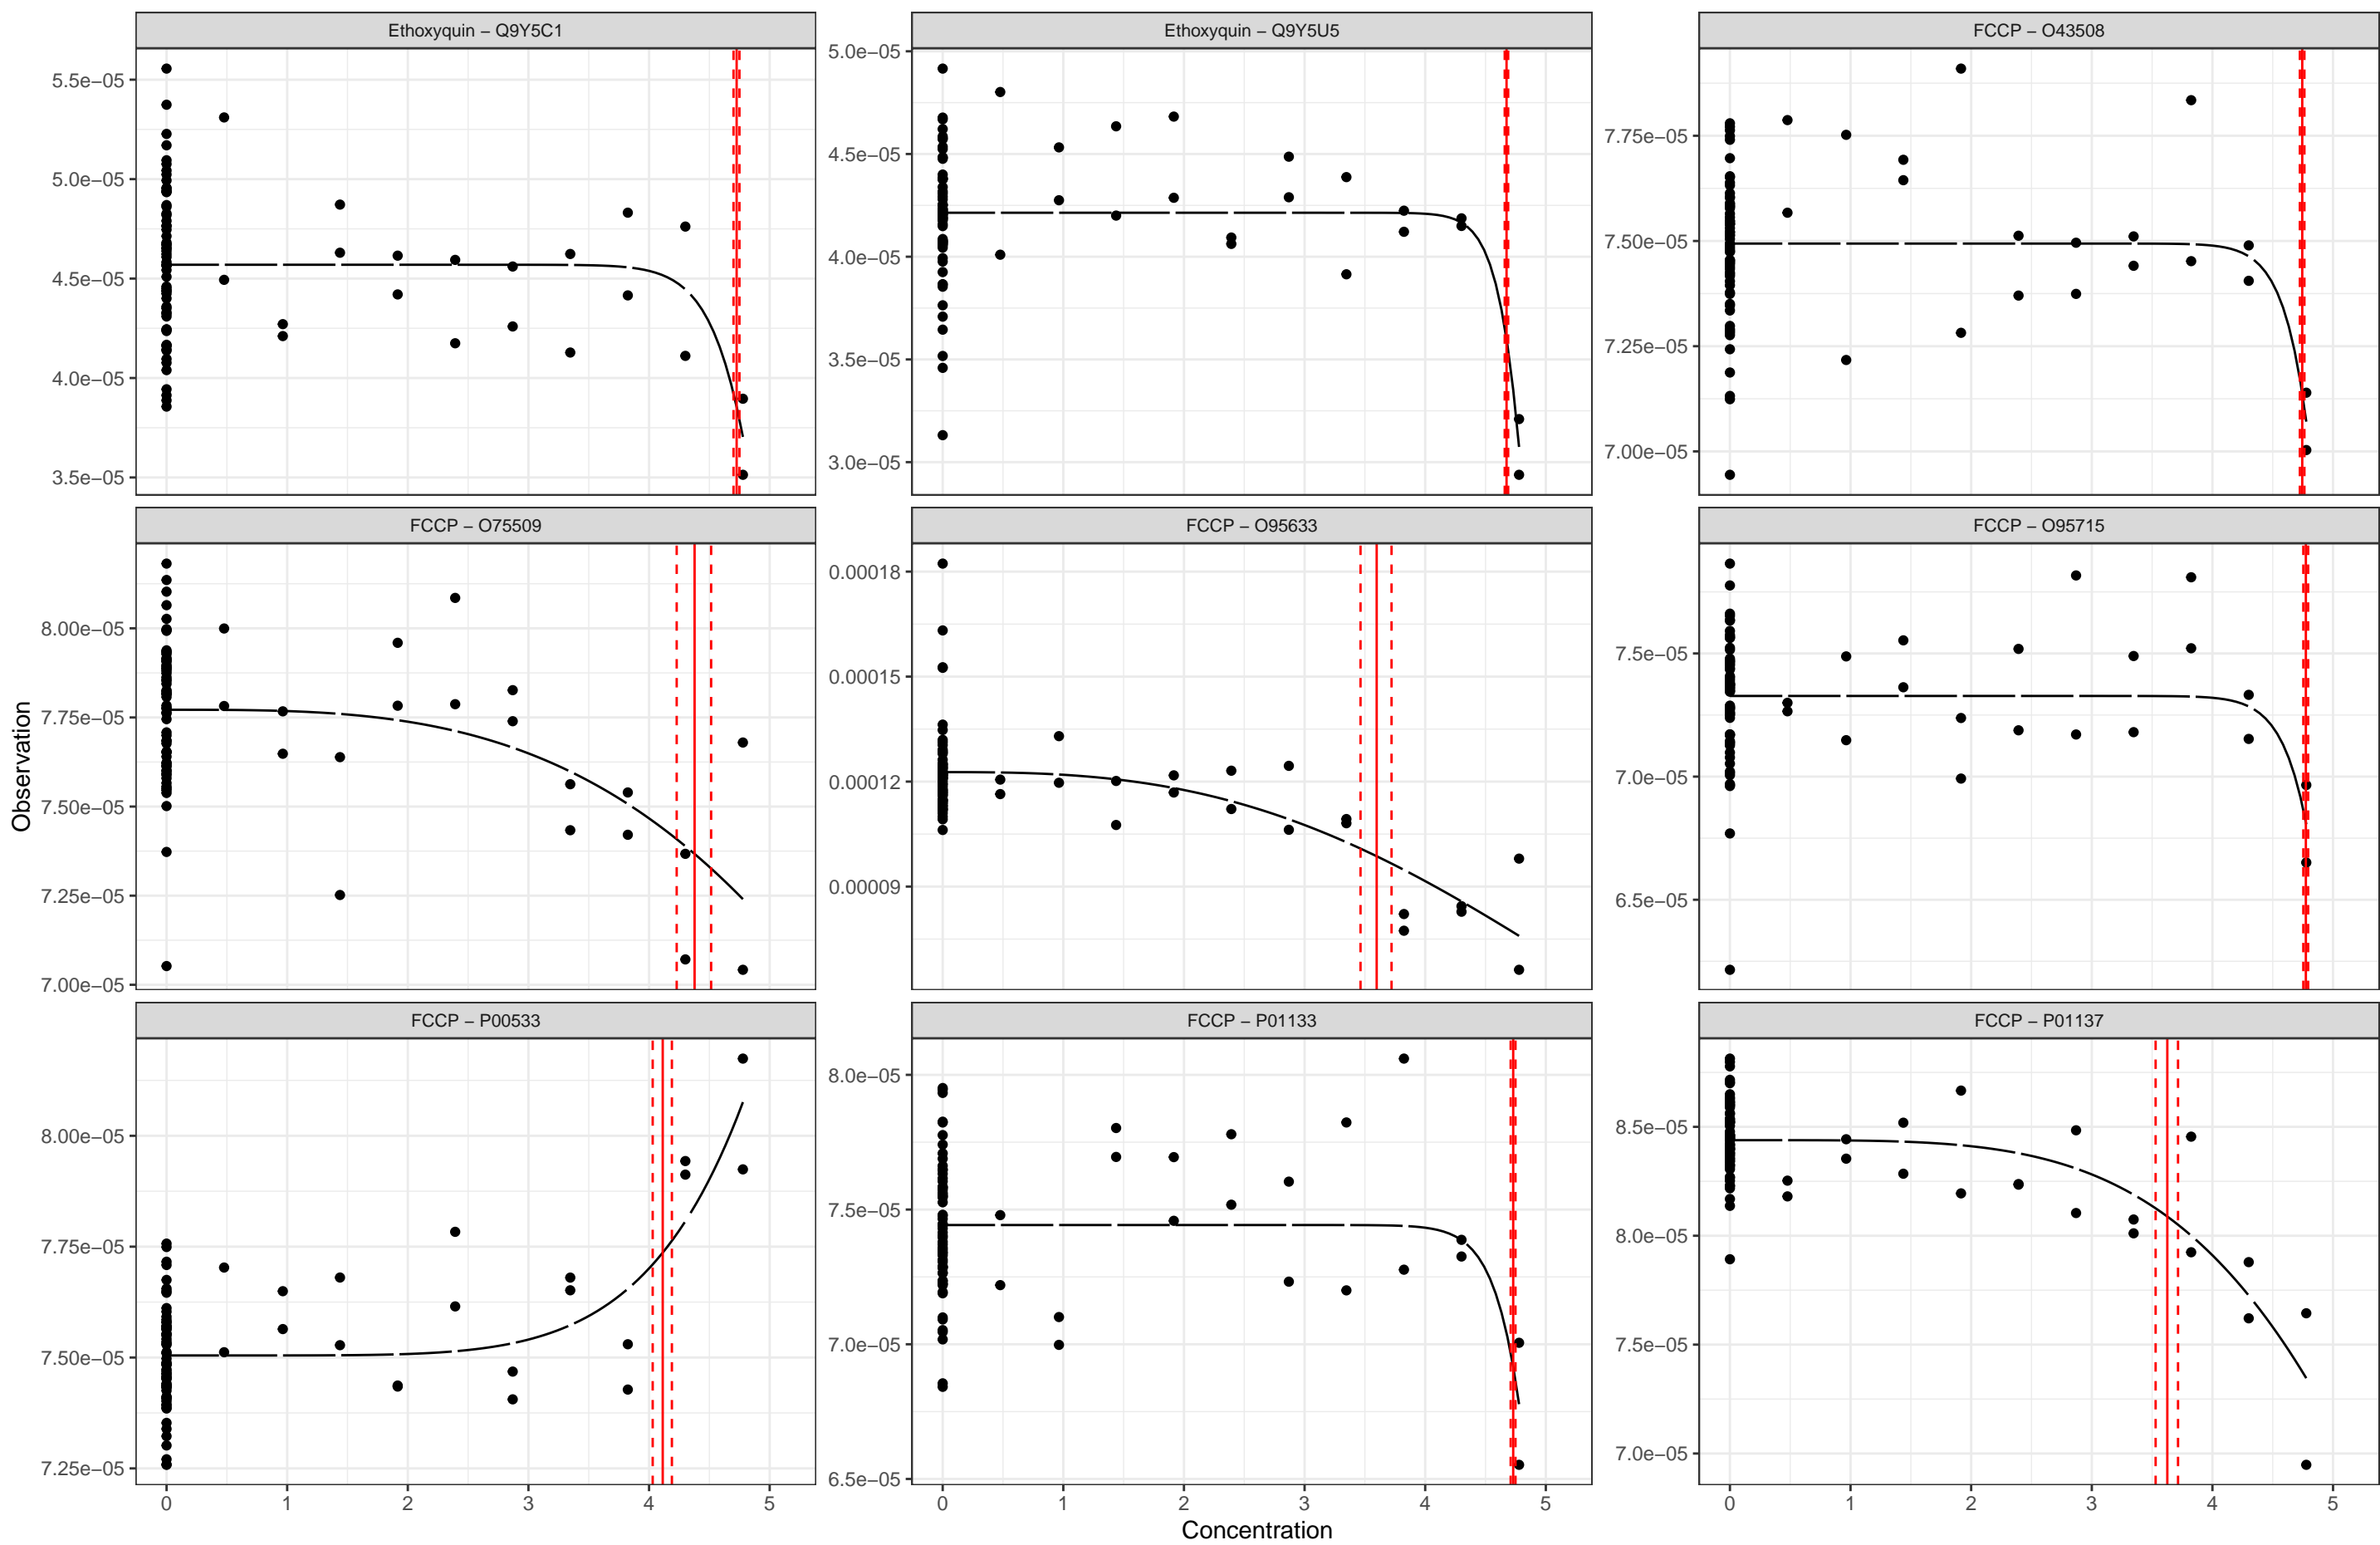 Ethoxyquin – Q9Y5C1
Ethoxyquin – Q9Y5U5
FCCP – O43508
5.5e−05
5.0e−05
4.5e−05
4.0e−05
3.5e−05
5.0e−05
4.5e−05
4.0e−05
3.5e−05
3.0e−05
7.75e−05
7.50e−05
7.25e−05
7.00e−05
FCCP – O75509
FCCP – O95633
FCCP – O95715
8.00e−05
7.75e−05
7.50e−05
7.25e−05
7.00e−05
0.00018
0.00015
0.00012
0.00009
7.5e−05
7.0e−05
6.5e−05
Observation
FCCP – P00533
FCCP – P01133
FCCP – P01137
8.00e−05
7.75e−05
7.50e−05
7.25e−05
8.0e−05
7.5e−05
7.0e−05
6.5e−05
8.5e−05
8.0e−05
7.5e−05
7.0e−05
0 1 2 3 4 5
0 1 2 3 4 5
0 1 2 3 4 5
Concentration